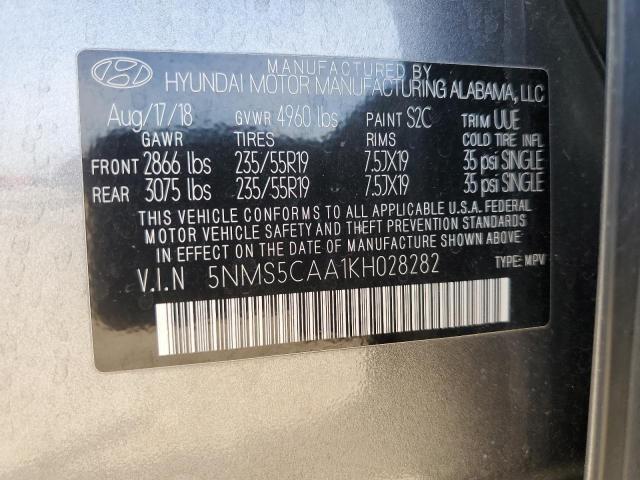 MANUFACTURED BY
HYUNDAI MOTOR MANUFACTURING ALABAMA, LLC
Aug/17/18 GVWR 4960 lbs PAINT S2C TRIM UUE
GAWR TIRES RIMS COLD TIRE INFL
FRONT 2866 lbs 235/55R19 7.5JX19 35 psi SINGLE
REAR 3075 lbs 235/55R19 7.5JX19 35 psi SINGLE
THIS VEHICLE CONFORMS TO ALL APPLICABLE U.S.A. FEDERAL
MOTOR VEHICLE SAFETY AND THEFT PREVENTION STANDARDS
IN EFFECT ON THE DATE OF MANUFACTURE SHOWN ABOVE.
V.I.N 5NMS5CAA1KH028282 TYPE: MPV